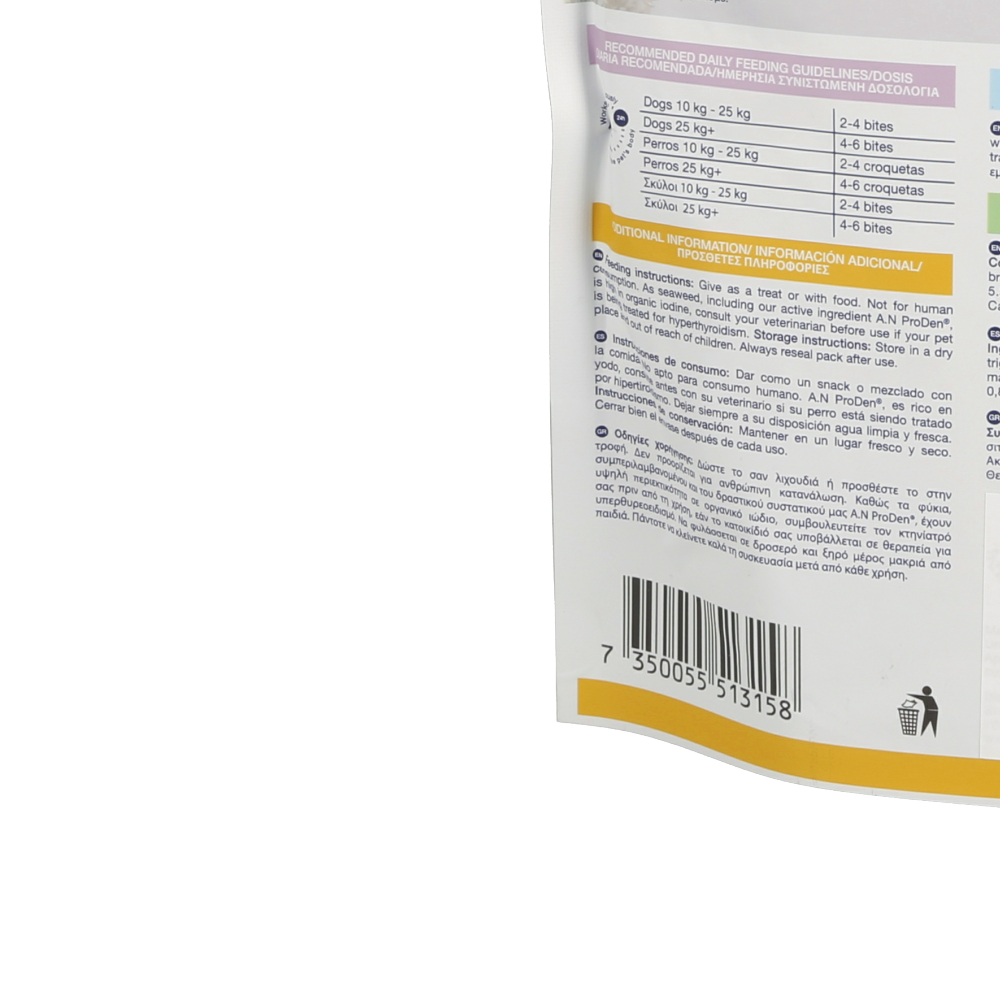 RECOMMENDED DAILY FEEDING GUIDELINES/DOSIS
DARIA RECOMENDADA/ΗΜΕΡΗΣΙΑ ΣΥΝΙΣΤΩΜΕΝΗ ΔΟΣΟΛΟΓΙΑ
Dogs 10 kg - 25 kg 2-4 bites
Dogs 25 kg+ 4-6 bites
Perros 10 kg - 25 kg 2-4 croquetas
Perros 25 kg+ 4-6 croquetas
Σκύλοι 10 kg - 25 kg 2-4 bites
Σκύλοι 25 kg+ 4-6 bites
24h
pet's body
DDITIONAL INFORMATION/ INFORMACIÓN ADICIONAL/
ΠΡΟΣΘΕΤΕΣ ΠΛΗΡΟΦΟΡΙΕΣ
EN Feeding instructions: Give as a treat or with food. Not for human
consumption. As seaweed, including our active ingredient A.N ProDen®,
is high in organic iodine, consult your veterinarian before use if your pet
is being treated for hyperthyroidism. Storage instructions: Store in a dry
place and out of reach of children. Always reseal pack after use.
ES Instrucciones de consumo: Dar como un snack o mezclado con
la comida. No apto para consumo humano. A.N ProDen®, es rico en
yodo, consulte antes con su veterinario si su perro está siendo tratado
por hipertiroidismo. Dejar siempre a su disposición agua limpia y fresca.
Instrucciones de conservación: Mantener en un lugar fresco y seco.
Cerrar bien el envase después de cada uso.
GR Οδηγίες χορήγησης: Δώστε το σαν λιχουδιά ή προσθέστε το στην
τροφή. Δεν προορίζεται για ανθρώπινη κατανάλωση. Καθώς τα φύκια,
συμπεριλαμβανομένου και του δραστικού συστατικού μας A.N ProDen®, έχουν
υψηλή περιεκτικότητα σε οργανικό ιώδιο, συμβουλευτείτε τον κτηνίατρό
σας πριν από τη χρήση, εάν το κατοικίδιό σας υποβάλλεται σε θεραπεία για
υπερθυρεοειδισμό. Να φυλάσσεται σε δροσερό και ξηρό μέρος μακριά από
παιδιά. Πάντοτε να κλείνετε καλά τη συσκευασία μετά από κάθε χρήση.
7 350055 513158
EN
ES
GR